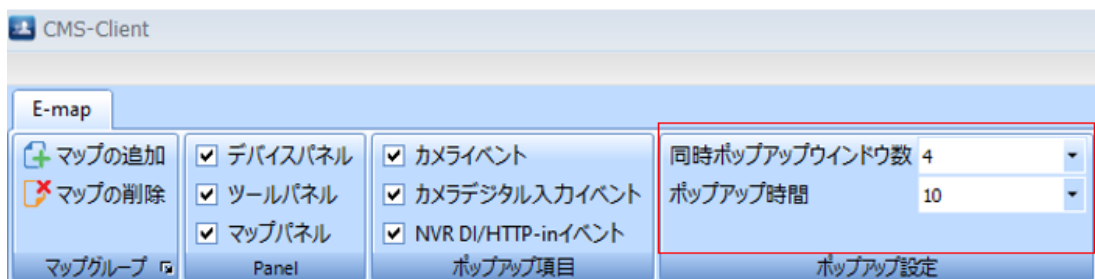 CMS-Client
E-map
マップの追加
マップの削除
マップグループ
デバイスパネル
ツールパネル
マップパネル
Panel
カメライベント
カメラデジタル入力イベント
NVR DI/HTTP-inイベント
ポップアップ項目
同時ポップアップウインドウ数 4
ポップアップ時間 10
ポップアップ設定